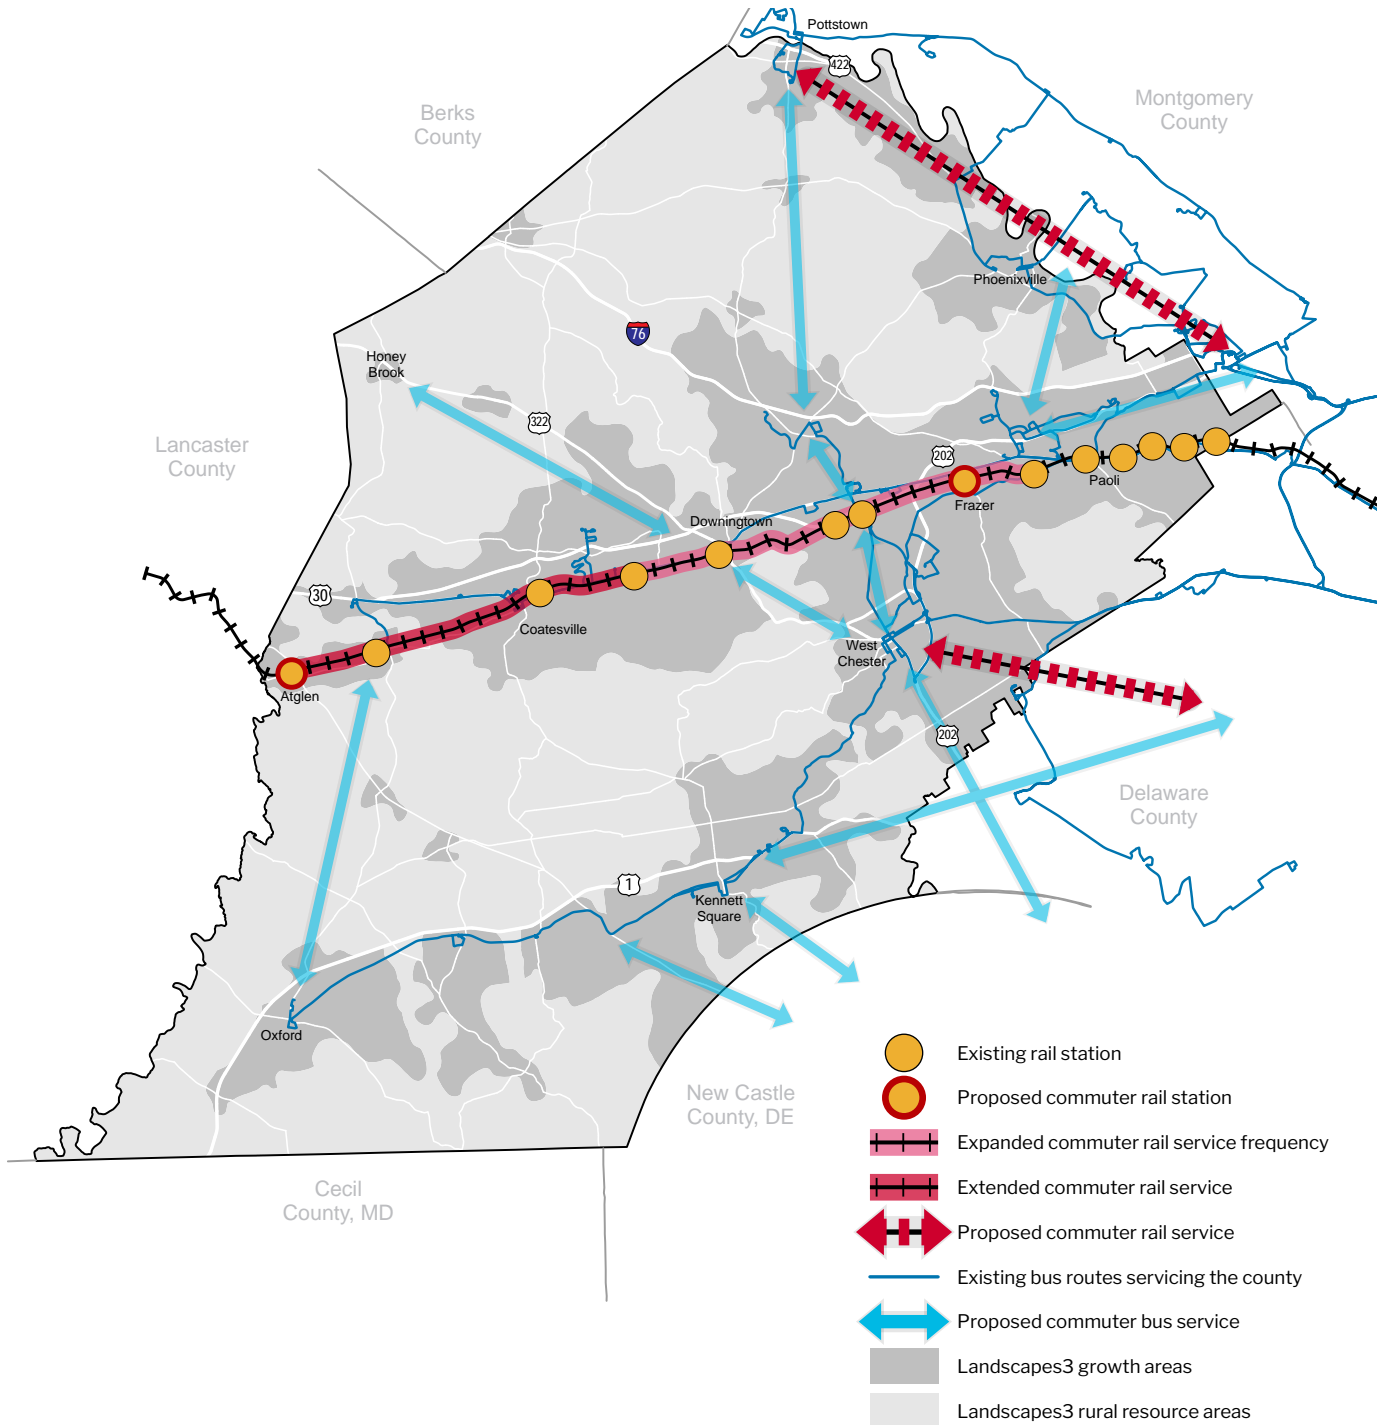 Pottstown
422
Berks
County
Montgomery
County
Phoenixville
76
Honey
Brook
322
Lancaster
County
202
Paoli
Frazer
Downingtown
30
Coatesville
West
Chester
Atglen
202
Delaware
County
1
Kennett
Square
Oxford
New Castle
County, DE
Cecil
County, MD
Existing rail station
Proposed commuter rail station
Expanded commuter rail service frequency
Extended commuter rail service
Proposed commuter rail service
Existing bus routes servicing the county
Proposed commuter bus service
Landscapes3 growth areas
Landscapes3 rural resource areas